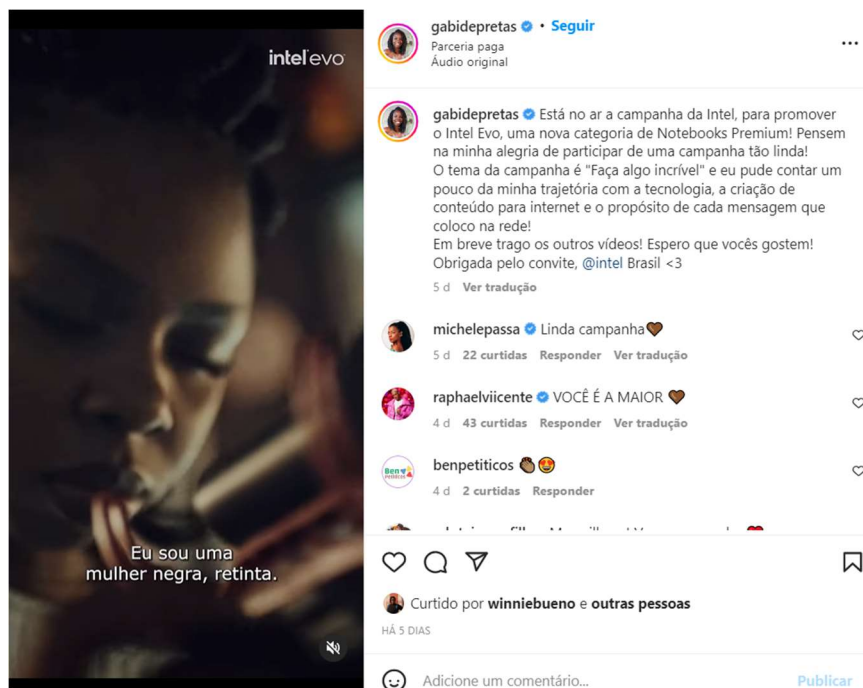 intel evo
Eu sou uma
mulher negra, retinta.
gabidepretas • Seguir
Parceria paga
Áudio original
gabidepretas Está no ar a campanha da Intel, para promover
o Intel Evo, uma nova categoria de Notebooks Premium! Pensem
na minha alegria de participar de uma campanha tão linda!
O tema da campanha é "Faça algo incrível" e eu pude contar um
pouco da minha trajetória com a tecnologia, a criação de
conteúdo para internet e o propósito de cada mensagem que
coloco na rede!
Em breve trago os outros vídeos! Espero que vocês gostem!
Obrigada pelo convite, @intel Brasil <3
5 d Ver tradução
michelepassa Linda campanha🤎
5 d 22 curtidas Responder Ver tradução
raphaelviicente VOCÊ É A MAIOR 🤎
4 d 43 curtidas Responder Ver tradução
Ben
benpetiticos 👏🏾😍
4 d 2 curtidas Responder
Curtido por winniebueno e outras pessoas
HÁ 5 DIAS
Adicione um comentário... Publicar